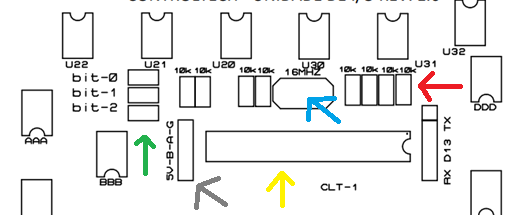 U22
U21
U20
U30
U31
U32
10k 10k
10k 10k
16MHZ
10k 10k 10k 10k
bit-0
bit-1
bit-2
AAA
BBB
5V-B-A-G
CLT-1
RX D13 TX
DDD